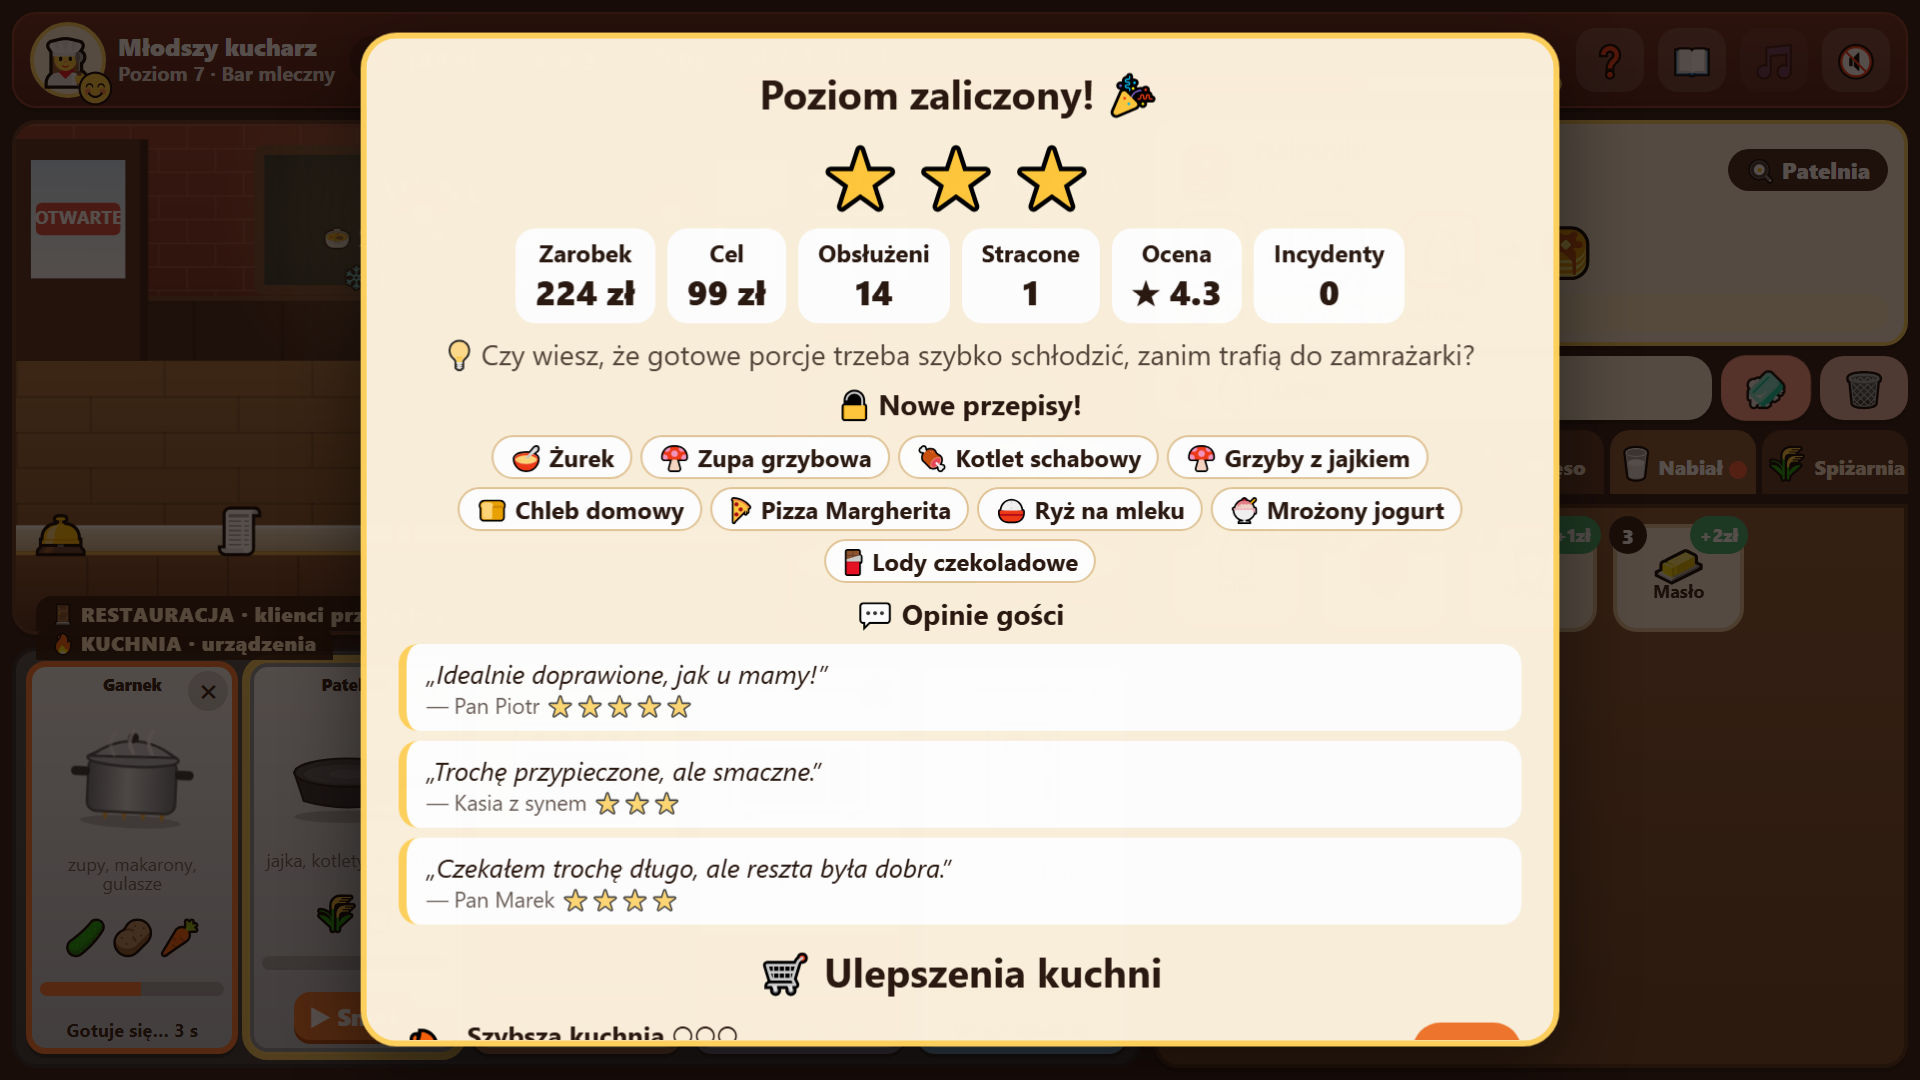 Młodszy kucharz
Poziom 7 · Bar mleczny
OTWARTE
Poziom zaliczony!
Zarobek
224 zł
Cel
99 zł
Obsłużeni
14
Stracone
1
Ocena
★ 4.3
Incydenty
0
Czy wiesz, że gotowe porcje trzeba szybko schłodzić, zanim trafią do zamrażarki?
Nowe przepisy!
Żurek
Zupa grzybowa
Kotlet schabowy
Grzyby z jajkiem
Chleb domowy
Pizza Margherita
Ryż na mleku
Mrożony jogurt
Lody czekoladowe
Opinie gości
„Idealnie doprawione, jak u mamy!”
— Pan Piotr
„Trochę przypieczone, ale smaczne.”
— Kasia z synem
„Czekałem trochę długo, ale reszta była dobra.”
— Pan Marek
Ulepszenia kuchni
Szybsza kuchnia
Patelnia
Nabiał
Spiżarnia
+1zł
3
+2zł
Masło
RESTAURACJA · klienci
KUCHNIA · urządzenia
Garnek
zupy, makarony,
gulasze
Gotuje się... 3 s
jajka,